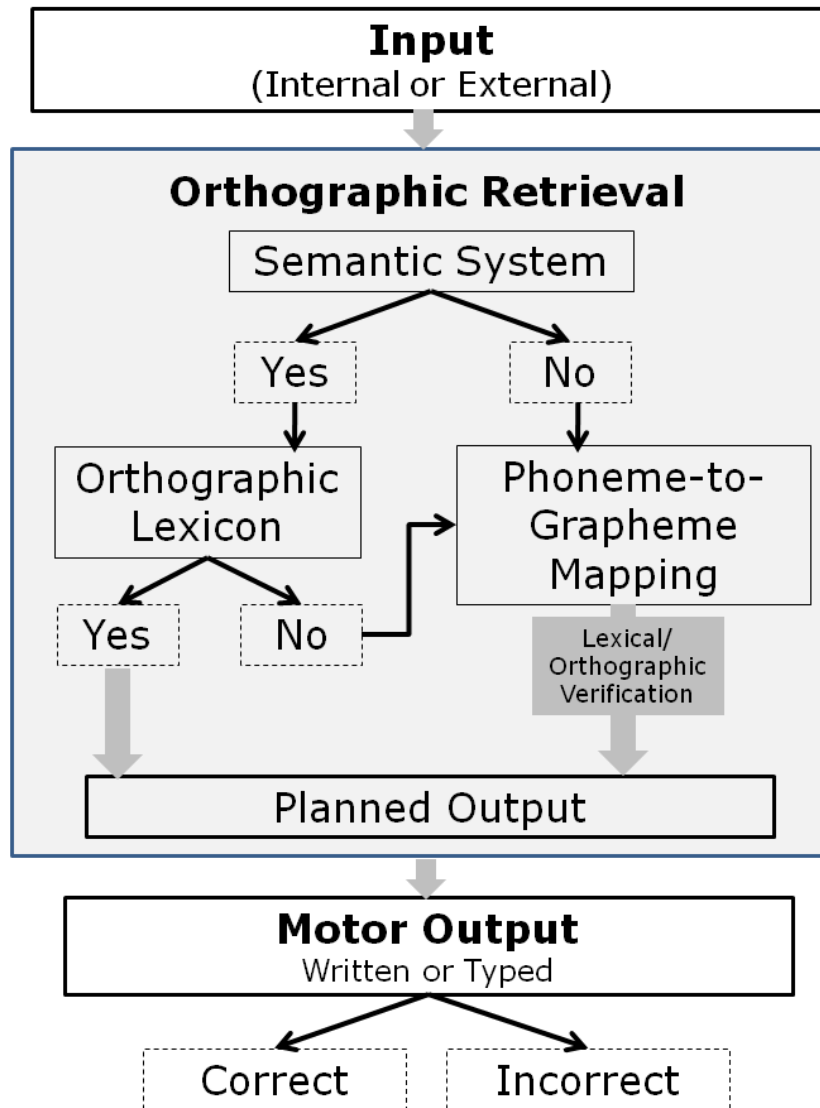 Input
(Internal or External)
Orthographic Retrieval
Semantic System
Yes
No
Orthographic
Lexicon
Phoneme-to-
Grapheme
Mapping
Yes
No
Lexical/
Orthographic
Verification
Planned Output
Motor Output
Written or Typed
Correct
Incorrect